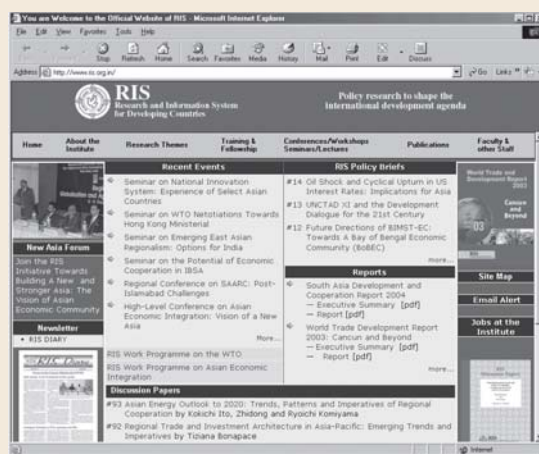 You are Welcome to the Official Website of RIS - Microsoft Internet Explorer
File Edit View Favorites Tools Help
Stop Refresh Home Search Favorites Media History Mail Print Edit Discuss
Address http://www.ris.org.in/ Go Links
RIS
Research and Information System
for Developing Countries
Policy research to shape the
international development agenda
Home
About the
Institute
Research Themes
Training &
Fellowship
Conferences/Workshops
Seminars/Lectures
Publications
Faculty &
other Staff
New Asia Forum
Join the RIS
Initiative Towards
Building A New and
Stronger Asia: The
Vision of Asian
Economic Community
Newsletter
• RIS DIARY
RIS Diary
Recent Events
Seminar on National Innovation
System: Experience of Select Asian
Countries
Seminar on WTO Netotiations Towards
Hong Kong Ministerial
Seminar on Emerging East Asian
Regionalism: Options for India
Seminar on the Potential of Economic
Cooperation in IBSA
Regional Conference on SAARC: Post-
Islamabad Challenges
High-Level Conference on Asian
Economic Integration: Vision of a New
Asia
More...
RIS Work Programme on the WTO
RIS Work Programme on Asian Economic
Integration
RIS Policy Briefs
#14 Oil Shock and Cyclical Upturn in US
Interest Rates: Implications for Asia
#13 UNCTAD XI and the Development
Dialogue for the 21st Century
#12 Future Directions of BIMST-EC:
Towards A Bay of Bengal Economic
Community (BoBEC)
more...
Reports
South Asia Development and
Cooperation Report 2004
— Executive Summary [pdf]
— Report [pdf]
World Trade Development Report
2003: Cancun and Beyond
— Executive Summary [pdf]
— Report [pdf]
more...
Discussion Papers
#93 Asian Energy Outlook to 2020: Trends, Patterns and Imperatives of Regional
Cooperation by Kokichi Ito, Zhidong and Ryoichi Komiyama
#92 Regional Trade and Investment Architecture in Asia-Pacific: Emerging Trends and
Imperatives by Tiziana Bonapace
World Trade and
Development Report
2003
Cancun
and
Beyond
03
RIS
Site Map
Email Alert
Jobs at the
Institute
Internet